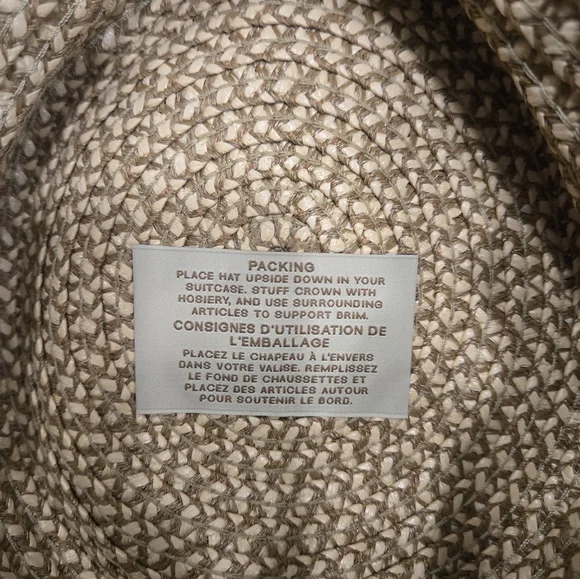 PACKING
PLACE HAT UPSIDE DOWN IN YOUR
SUITCASE. STUFF CROWN WITH
HOSIERY, AND USE SURROUNDING
ARTICLES TO SUPPORT BRIM.
CONSIGNES D'UTILISATION DE
L'EMBALLAGE
PLACEZ LE CHAPEAU À L'ENVERS
DANS VOTRE VALISE. REMPLISSEZ
LE FOND DE CHAUSSETTES ET
PLACEZ DES ARTICLES AUTOUR
POUR SOUTENIR LE BORD.